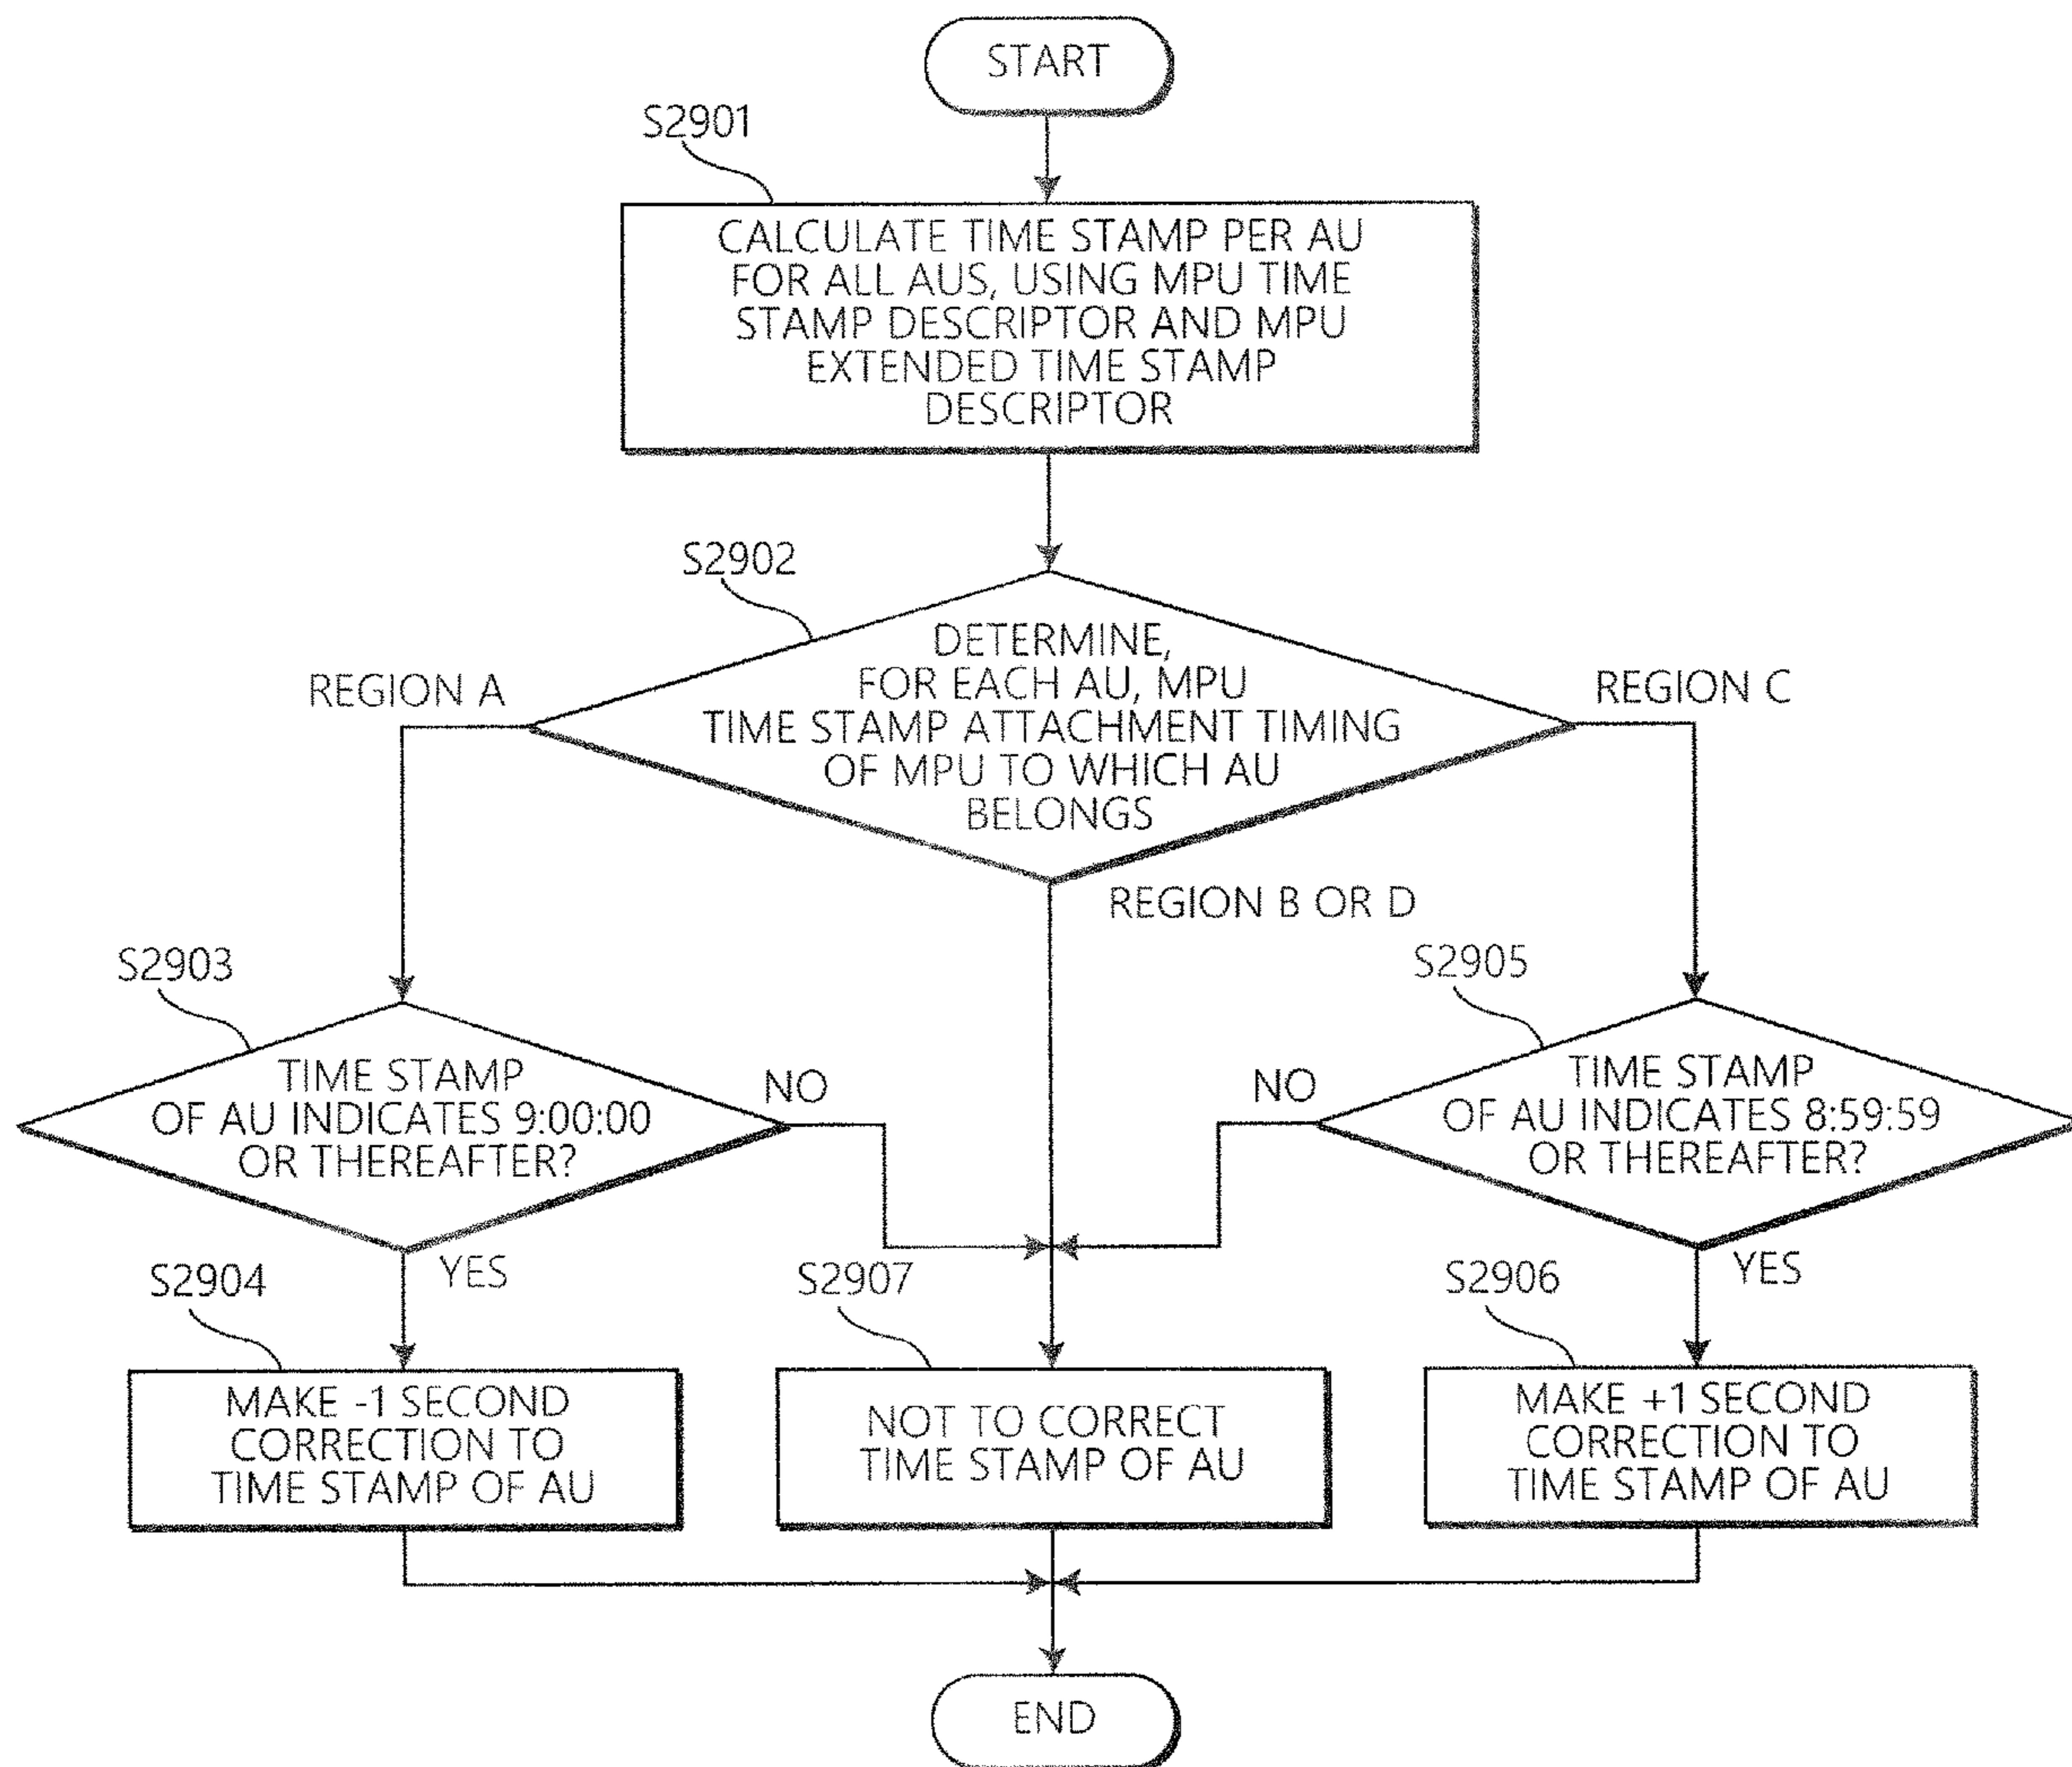 START
S2901
CALCULATE TIME STAMP PER AU
FOR ALL AUS, USING MPU TIME
STAMP DESCRIPTOR AND MPU
EXTENDED TIME STAMP
DESCRIPTOR
S2902
DETERMINE,
FOR EACH AU, MPU
TIME STAMP ATTACHMENT TIMING
OF MPU TO WHICH AU
BELONGS
REGION A
REGION C
REGION B OR D
S2903
TIME STAMP
OF AU INDICATES 9:00:00
OR THEREAFTER?
NO
YES
S2905
TIME STAMP
OF AU INDICATES 8:59:59
OR THEREAFTER?
NO
YES
S2904
MAKE -1 SECOND
CORRECTION TO
TIME STAMP OF AU
S2907
NOT TO CORRECT
TIME STAMP OF AU
S2906
MAKE +1 SECOND
CORRECTION TO
TIME STAMP OF AU
END